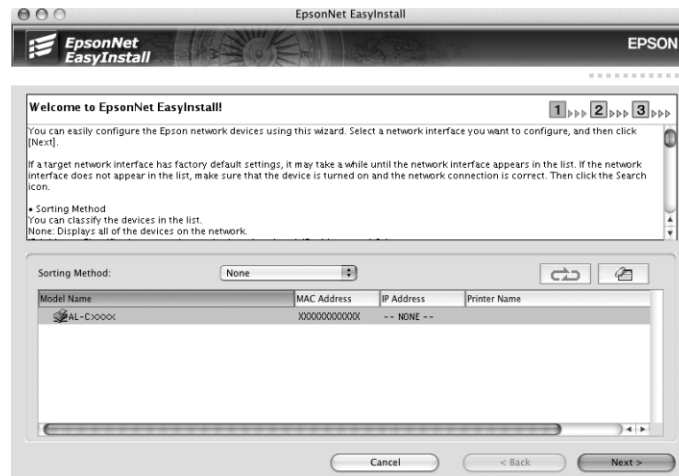 EpsonNet EasyInstall
EpsonNet
EasyInstall
EPSON
Welcome to EpsonNet EasyInstall!
1 ▹▹▹ 2 ▹▹▹ 3 ▹▹▹
You can easily configure the Epson network devices using this wizard. Select a network interface you want to configure, and then click
[Next].
If a target network interface has factory default settings, it may take a while until the network interface appears in the list. If the network
interface does not appear in the list, make sure that the device is turned on and the network connection is correct. Then click the Search
icon.
• Sorting Method
You can classify the devices in the list.
None: Displays all of the devices on the network.
Sorting Method:
None
Model Name MAC Address IP Address Printer Name
AL-CXXXX XXXXXXXXXXXX -- NONE --
Cancel < Back Next >